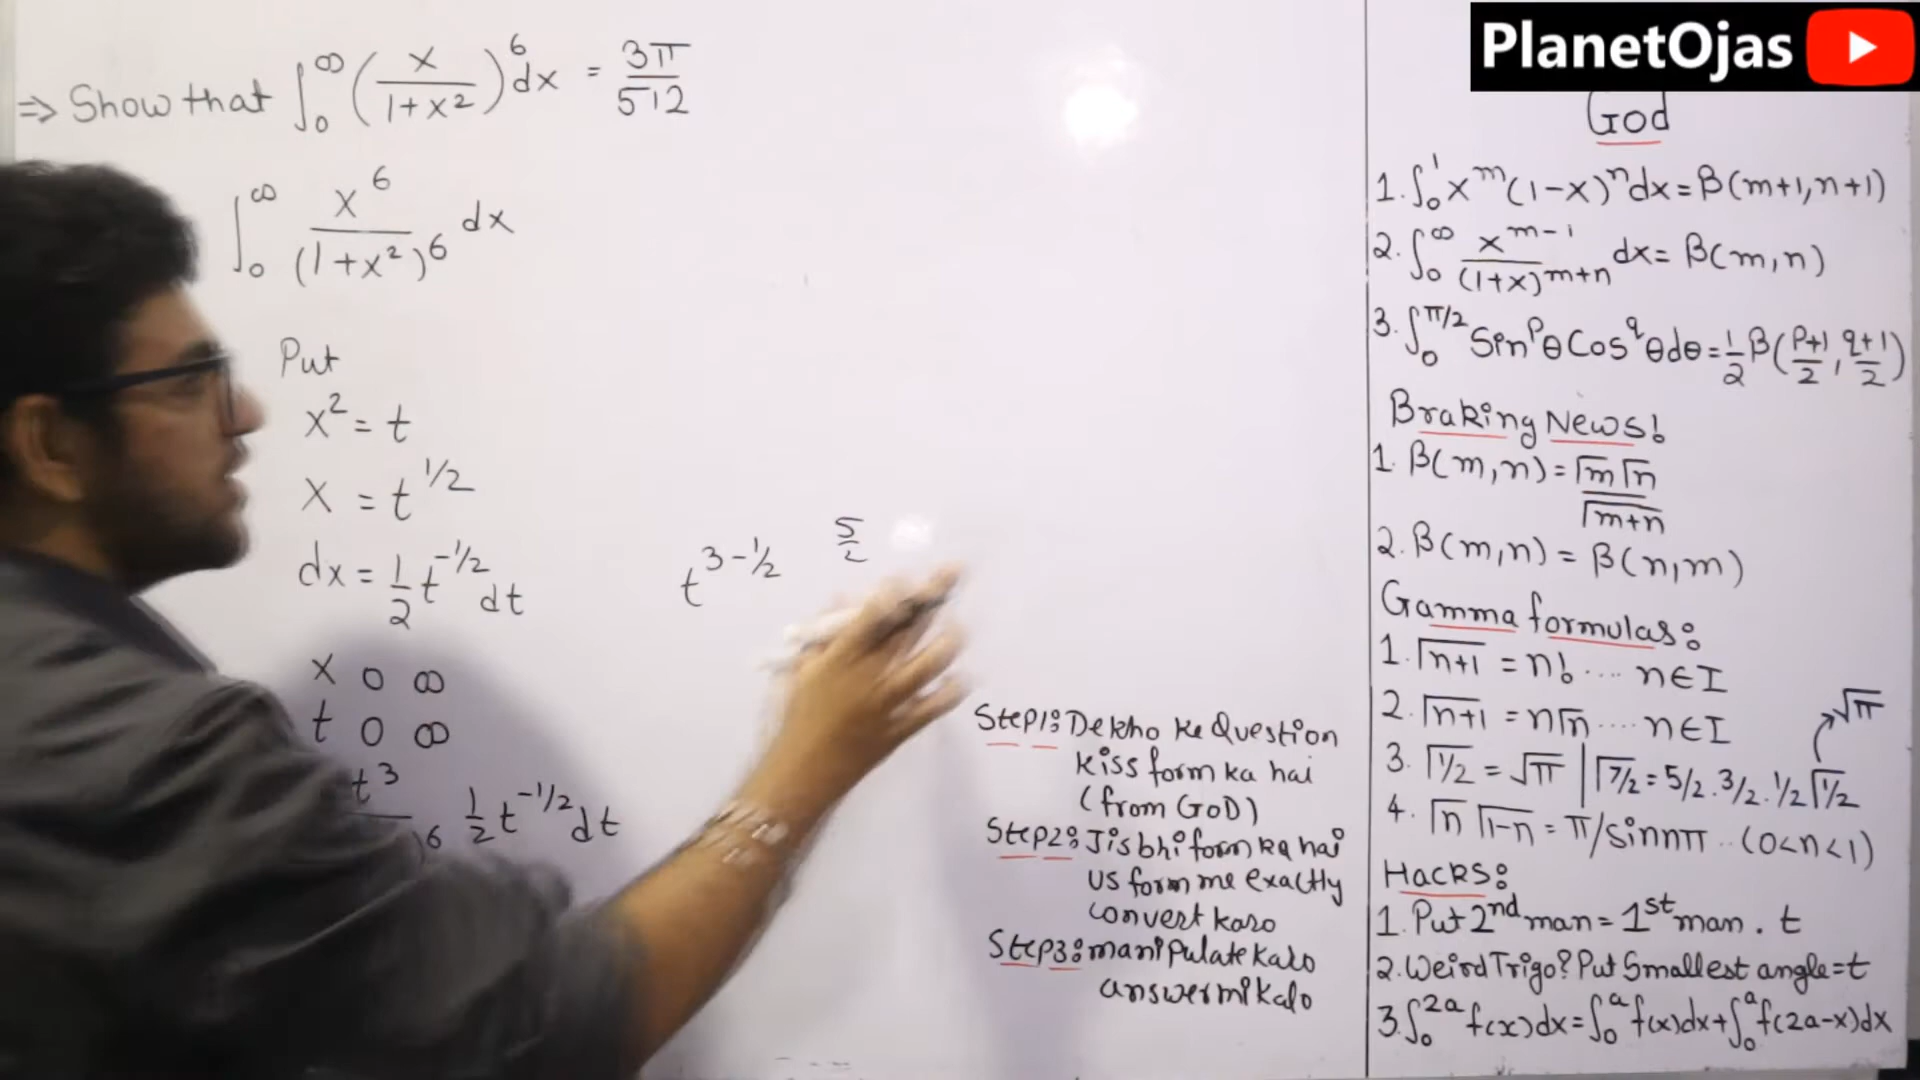 PlanetOjas
⇒ Show that ∫₀^∞ (x/(1+x²))⁶ dx = 3π/512
∫₀^∞ x⁶/(1+x²)⁶ dx
Put
x² = t
x = t^1/2
dx = 1/2 t^-1/2 dt
x 0 ∞
t 0 ∞
t³ / )⁶ 1/2 t^-1/2 dt
t^3-1/2
Step1: Dekho ke Question
kiss form ka hai
(from GoD)
Step2: Jis bhi form ka hai
us form me exactly
convert karo
Step3: manipulate kalo
answer nikalo
God
1. ∫₀^1 x^m (1-x)^n dx = β(m+1, n+1)
2. ∫₀^∞ x^m-1/(1+x)^m+n dx = β(m, n)
3. ∫₀^π/2 Sin^p θ Cos^q θ dθ = 1/2 β(p+1/2, q+1/2)
Braking News!
1. β(m, n) = Γm Γn / Γm+n
2. β(m, n) = β(n, m)
Gamma formulas:
1. Γn+1 = n! .... n∈I
2. Γn+1 = nΓn .... n∈I
√π
3. Γ1/2 = √π | Γ7/2 = 5/2 . 3/2 . 1/2 Γ1/2
4. Γn Γ1-n = π/sin nπ .. (0<n<1)
Hacks:
1. Put 2nd man = 1st man . t
2. Weird Trigo? Put Smallest angle = t
3. ∫₀^2a f(x) dx = ∫₀^a f(x) dx + ∫₀^a f(2a-x) dx